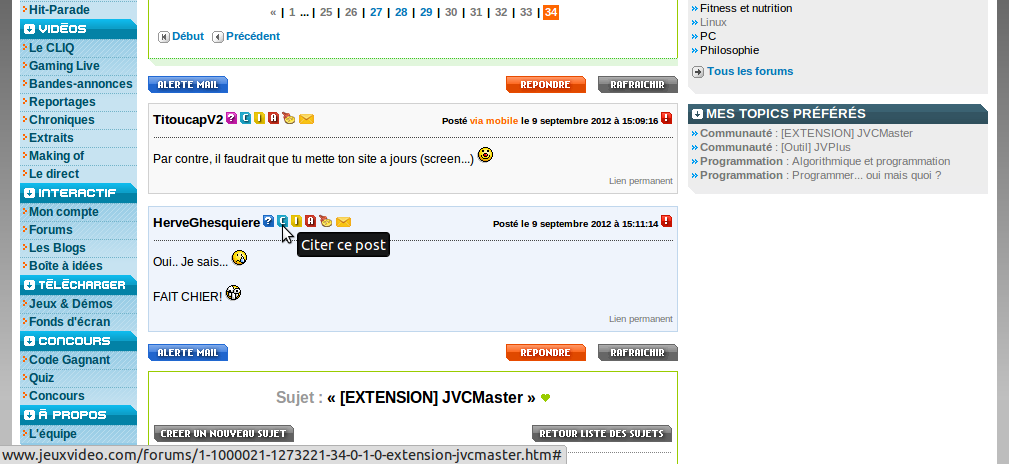 Hit-Parade
VIDÉOS
Le CLIQ
Gaming Live
Bandes-annonces
Reportages
Chroniques
Extraits
Making of
Le direct
INTERACTIF
Mon compte
Forums
Les Blogs
Boîte à idées
TÉLÉCHARGER
Jeux & Démos
Fonds d'écran
CONCOURS
Code Gagnant
Quiz
Concours
À PROPOS
L'équipe
« | 1 ... | 25 | 26 | 27 | 28 | 29 | 30 | 31 | 32 | 33 | 34
Début Précédent
ALERTE MAIL RÉPONDRE RAFRAICHIR
TitoucapV2 ? C J A Posté via mobile le 9 septembre 2012 à 15:09:16 !
Par contre, il faudrait que tu mette ton site a jours (screen...)
Lien permanent
HerveGhesquiere ? C J A Posté le 9 septembre 2012 à 15:11:14 !
Citer ce post
Oui.. Je sais...
FAIT CHIER!
Lien permanent
ALERTE MAIL RÉPONDRE RAFRAICHIR
Sujet : « [EXTENSION] JVCMaster »
CRÉER UN NOUVEAU SUJET RETOUR LISTE DES SUJETS
Fitness et nutrition
Linux
PC
Philosophie
Tous les forums
MES TOPICS PRÉFÉRÉS
Communauté : [EXTENSION] JVCMaster
Communauté : [Outil] JVPlus
Programmation : Algorithmique et programmation
Programmation : Programmer... oui mais quoi ?
www.jeuxvideo.com/forums/1-1000021-1273221-34-0-1-0-extension-jvcmaster.htm#